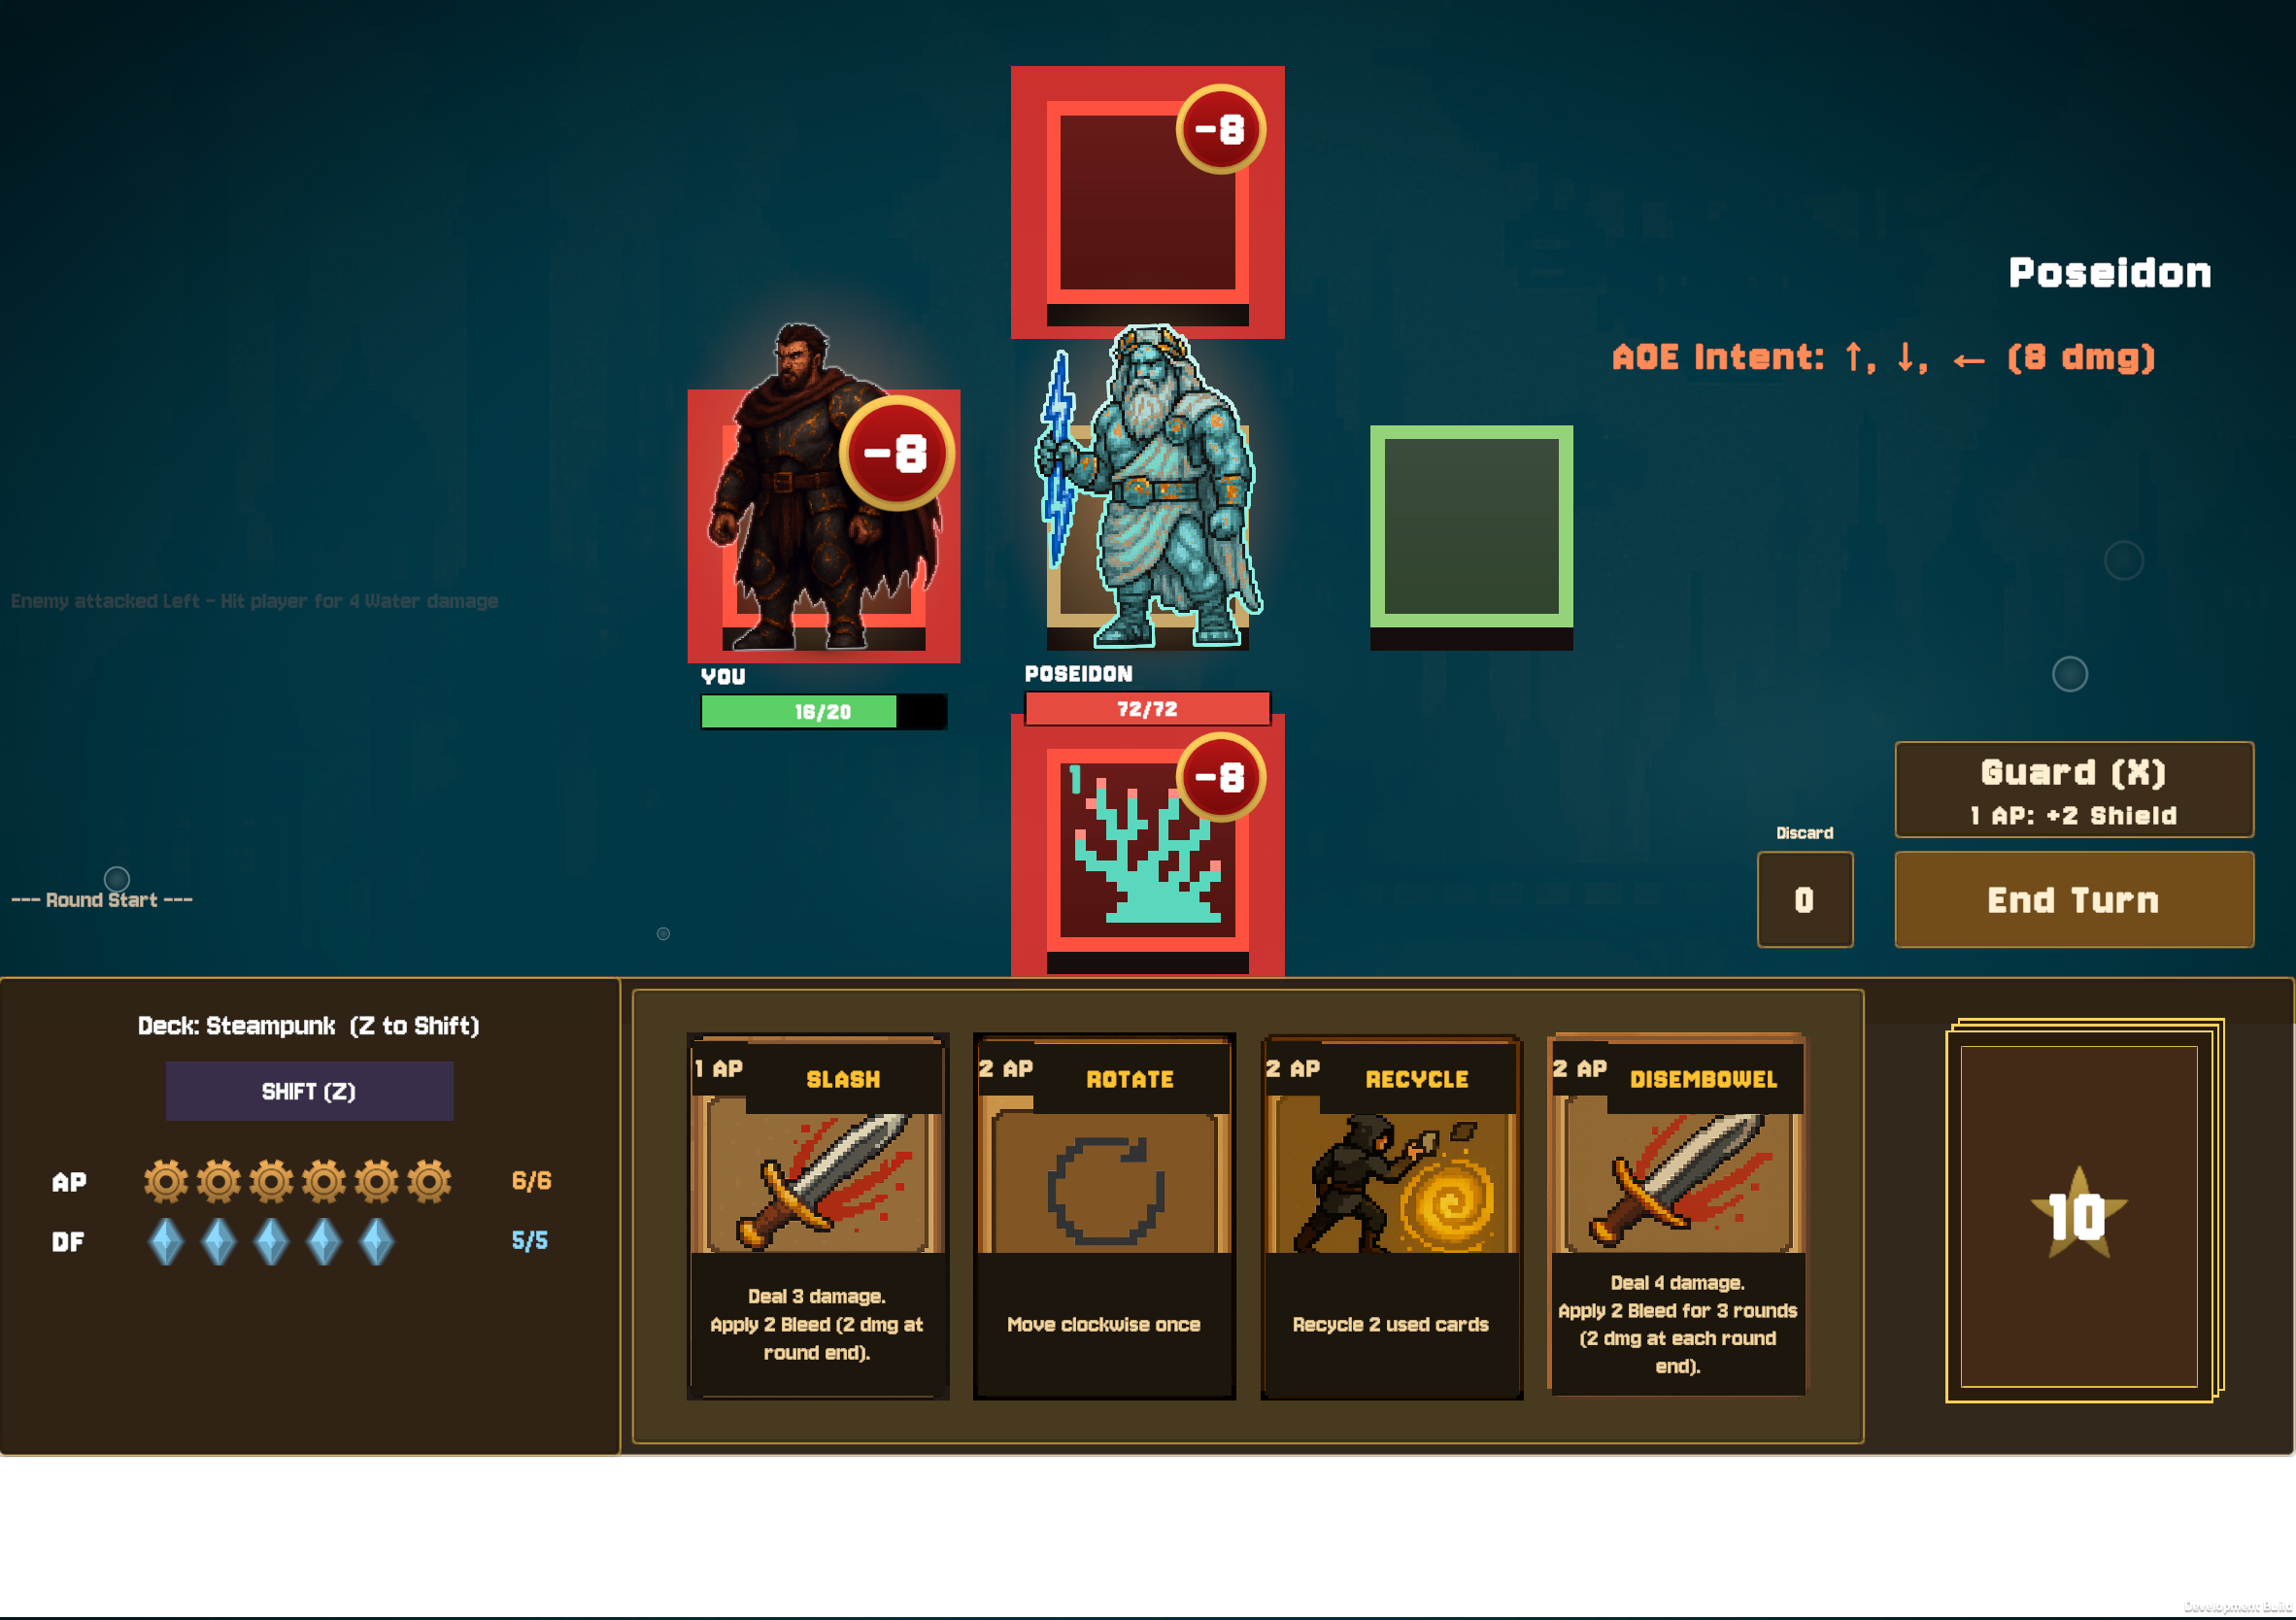 -8
Poseidon
AOE Intent: ↑, ↓, ← (8 dmg)
-8
Enemy attacked Left - Hit player for 4 Water damage
YOU
16/20
POSEIDON
72/72
1
-8
Guard (X)
1 AP: +2 Shield
Discard
0
End Turn
--- Round Start ---
Deck: Steampunk (Z to Shift)
SHIFT (Z)
AP
6/6
DF
5/5
1 AP
SLASH
Deal 3 damage.
Apply 2 Bleed (2 dmg at
round end).
2 AP
ROTATE
Move clockwise once
2 AP
RECYCLE
Recycle 2 used cards
2 AP
DISEMBOWEL
Deal 4 damage.
Apply 2 Bleed for 3 rounds
(2 dmg at each round
end).
10
Development Build